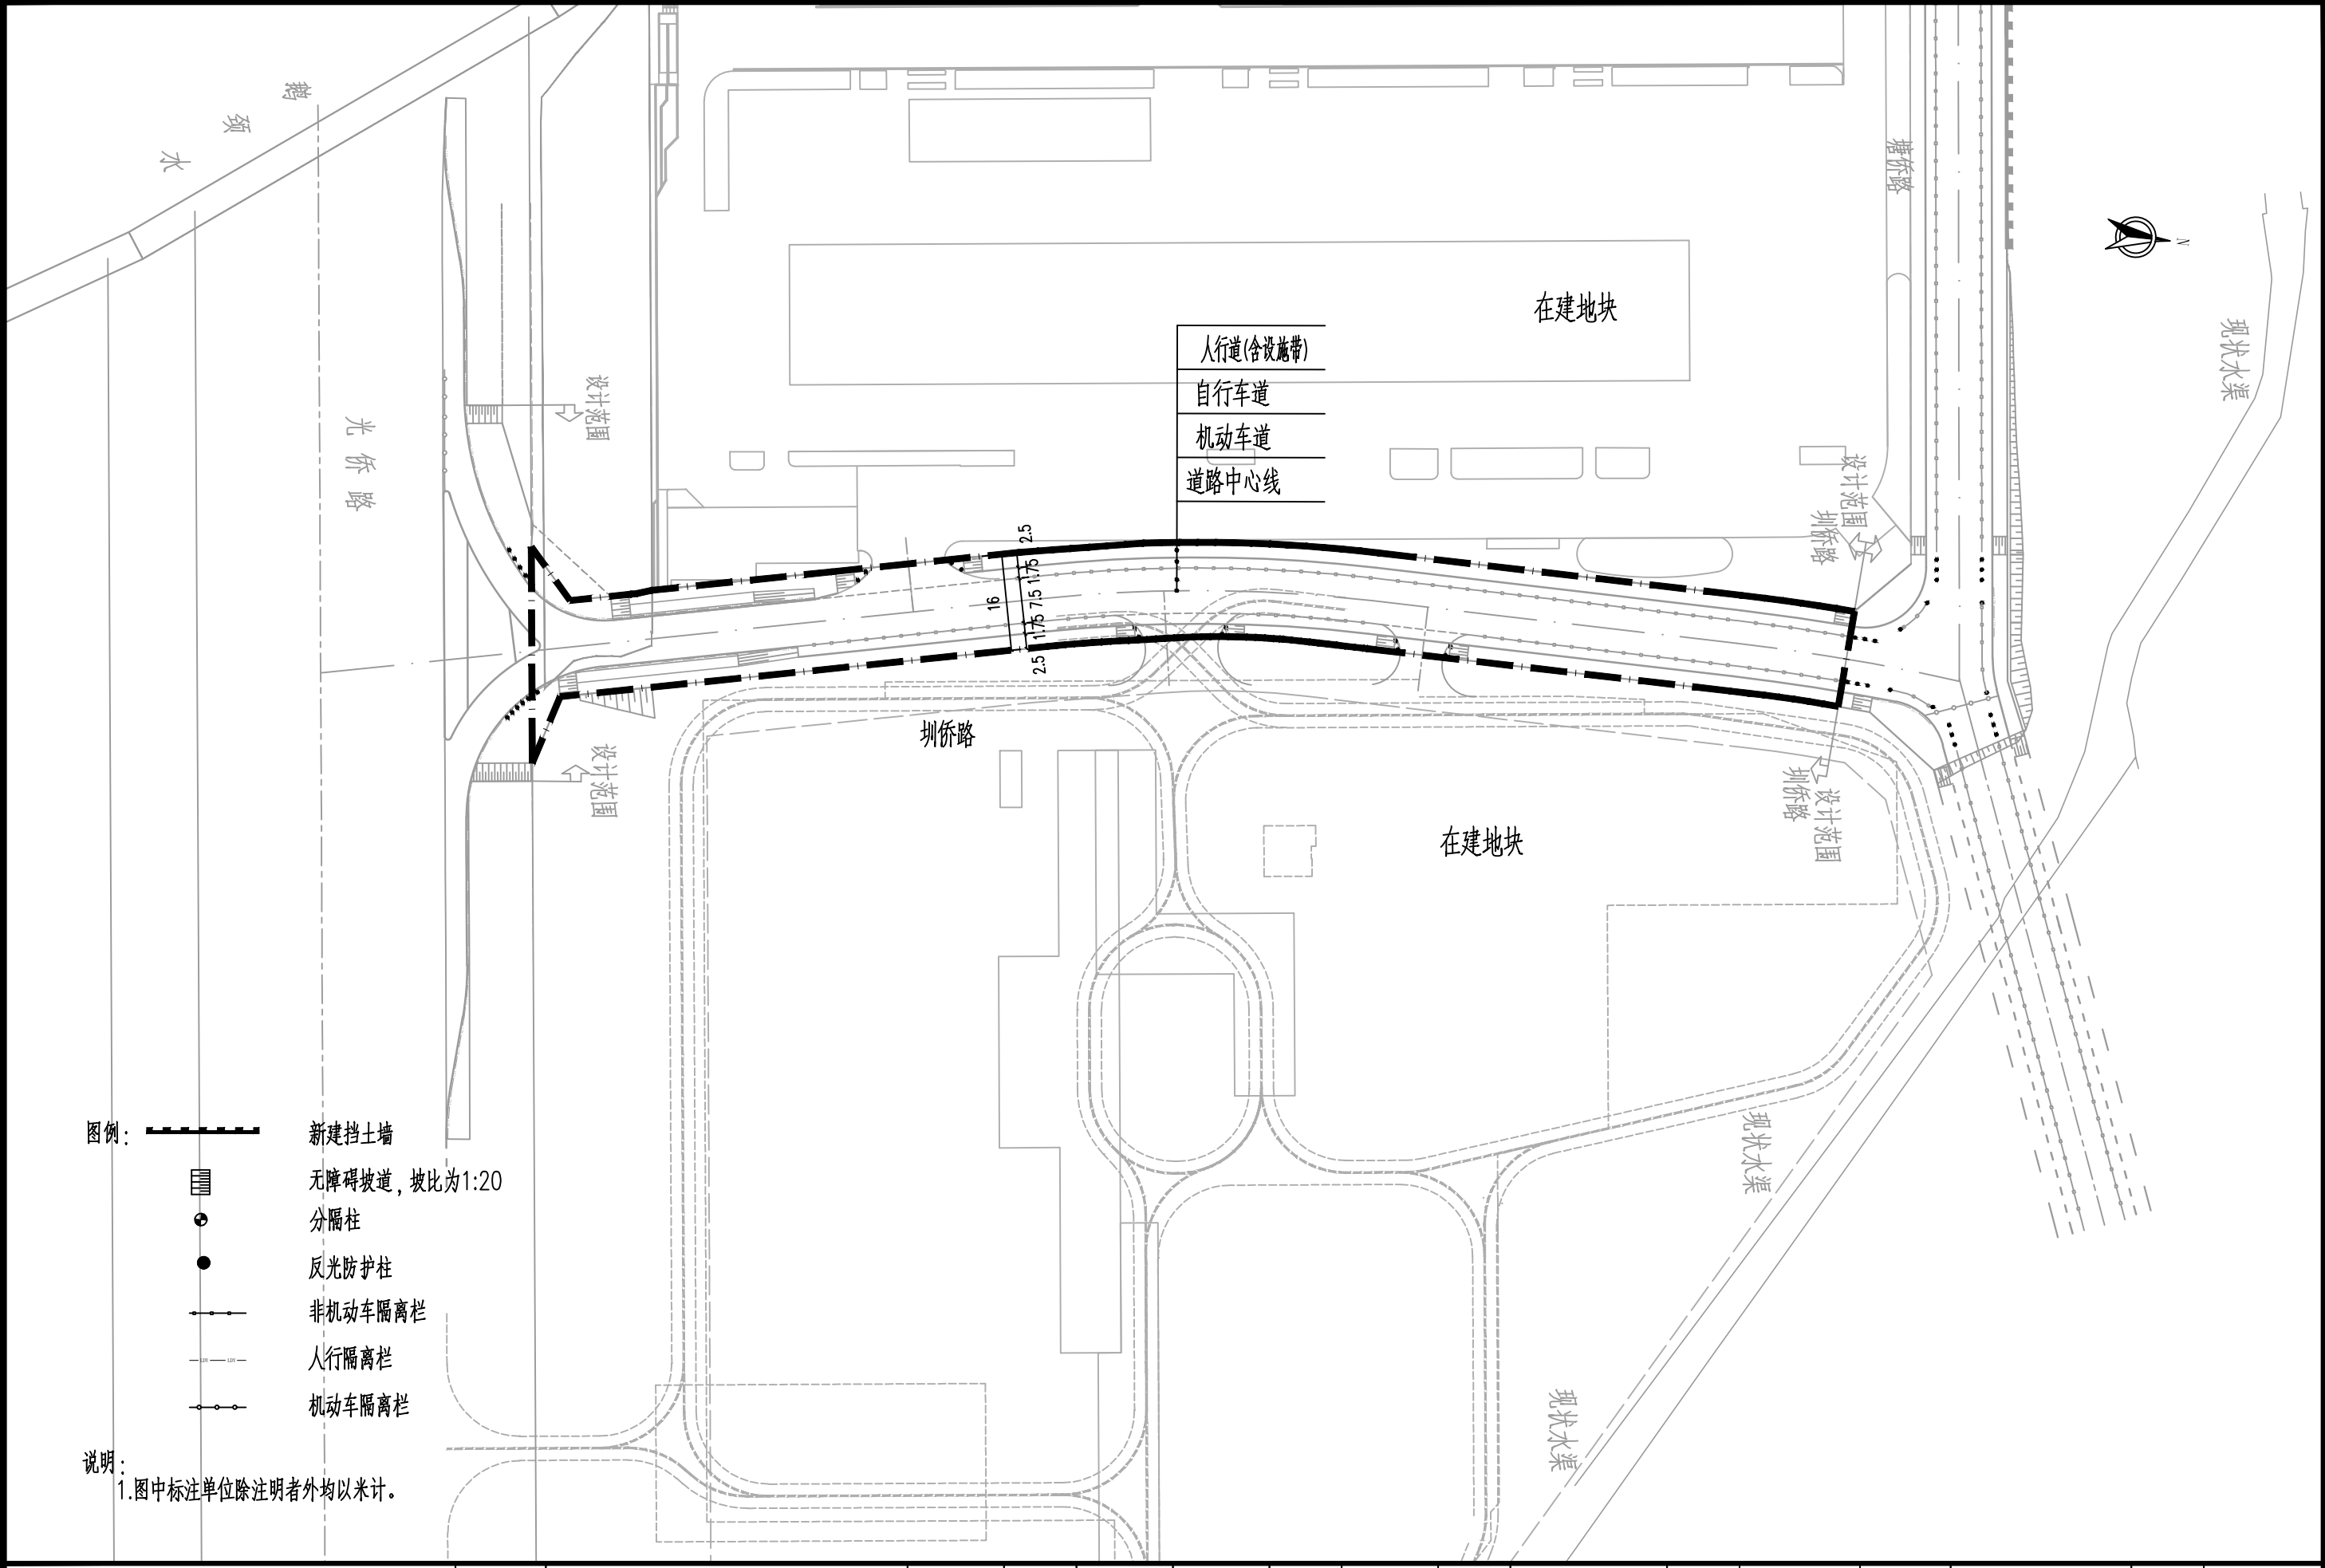 鹅
颈
水
塘侨路
N
在建地块
现状水渠
设计范围
光
侨
路
人行道(含设施带)
自行车道
机动车道
道路中心线
设计范围
圳侨路
2.5
1.75
7.5
16
1.75
2.5
圳侨路
设计范围
圳侨路
设计范围
在建地块
现状水渠
现状水渠
图例：
新建挡土墙
无障碍坡道，坡比为1:20
分隔柱
反光防护柱
非机动车隔离栏
人行隔离栏
机动车隔离栏
说明：
1.图中标注单位除注明者外均以米计。